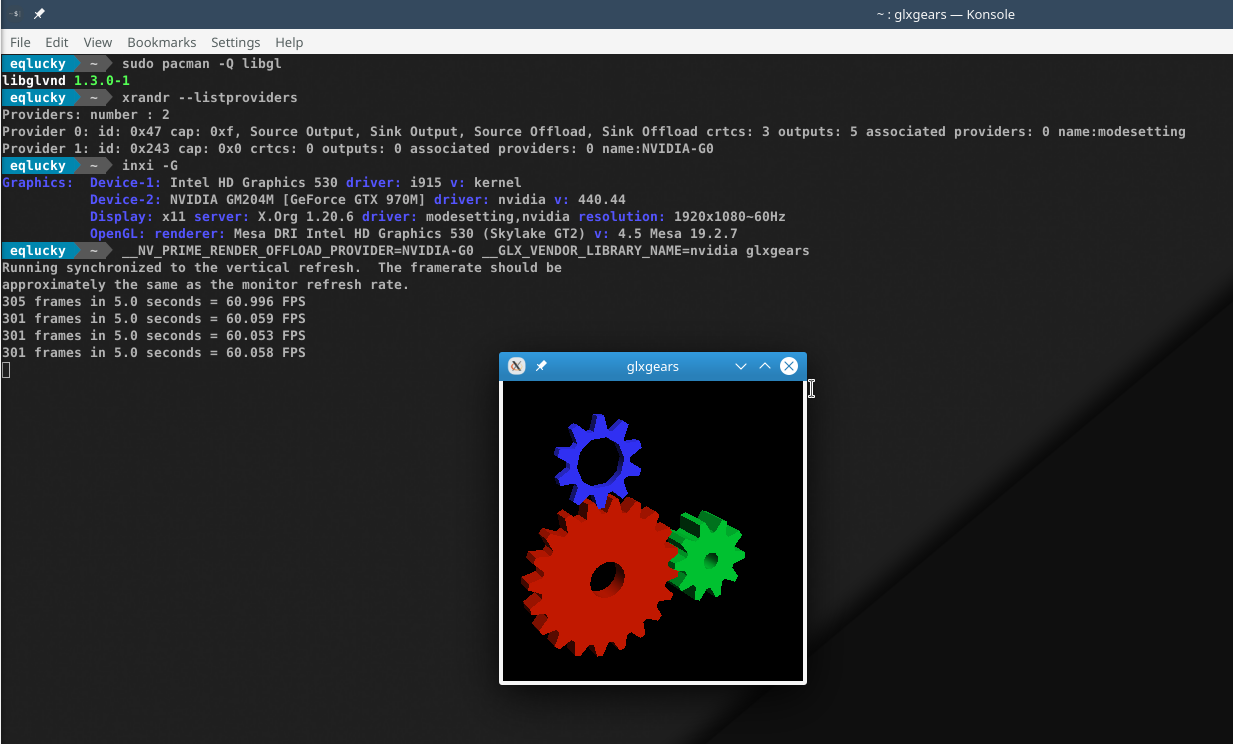 ~ : glxgears — Konsole
File Edit View Bookmarks Settings Help
eqlucky ~ sudo pacman -Q libgl
libglvnd 1.3.0-1
eqlucky ~ xrandr --listproviders
Providers: number : 2
Provider 0: id: 0x47 cap: 0xf, Source Output, Sink Output, Source Offload, Sink Offload crtcs: 3 outputs: 5 associated providers: 0 name:modesetting
Provider 1: id: 0x243 cap: 0x0 crtcs: 0 outputs: 0 associated providers: 0 name:NVIDIA-G0
eqlucky ~ inxi -G
Graphics: Device-1: Intel HD Graphics 530 driver: i915 v: kernel
Device-2: NVIDIA GM204M [GeForce GTX 970M] driver: nvidia v: 440.44
Display: x11 server: X.Org 1.20.6 driver: modesetting,nvidia resolution: 1920x1080~60Hz
OpenGL: renderer: Mesa DRI Intel HD Graphics 530 (Skylake GT2) v: 4.5 Mesa 19.2.7
eqlucky ~ __NV_PRIME_RENDER_OFFLOAD_PROVIDER=NVIDIA-G0 __GLX_VENDOR_LIBRARY_NAME=nvidia glxgears
Running synchronized to the vertical refresh. The framerate should be
approximately the same as the monitor refresh rate.
305 frames in 5.0 seconds = 60.996 FPS
301 frames in 5.0 seconds = 60.059 FPS
301 frames in 5.0 seconds = 60.053 FPS
301 frames in 5.0 seconds = 60.058 FPS
glxgears